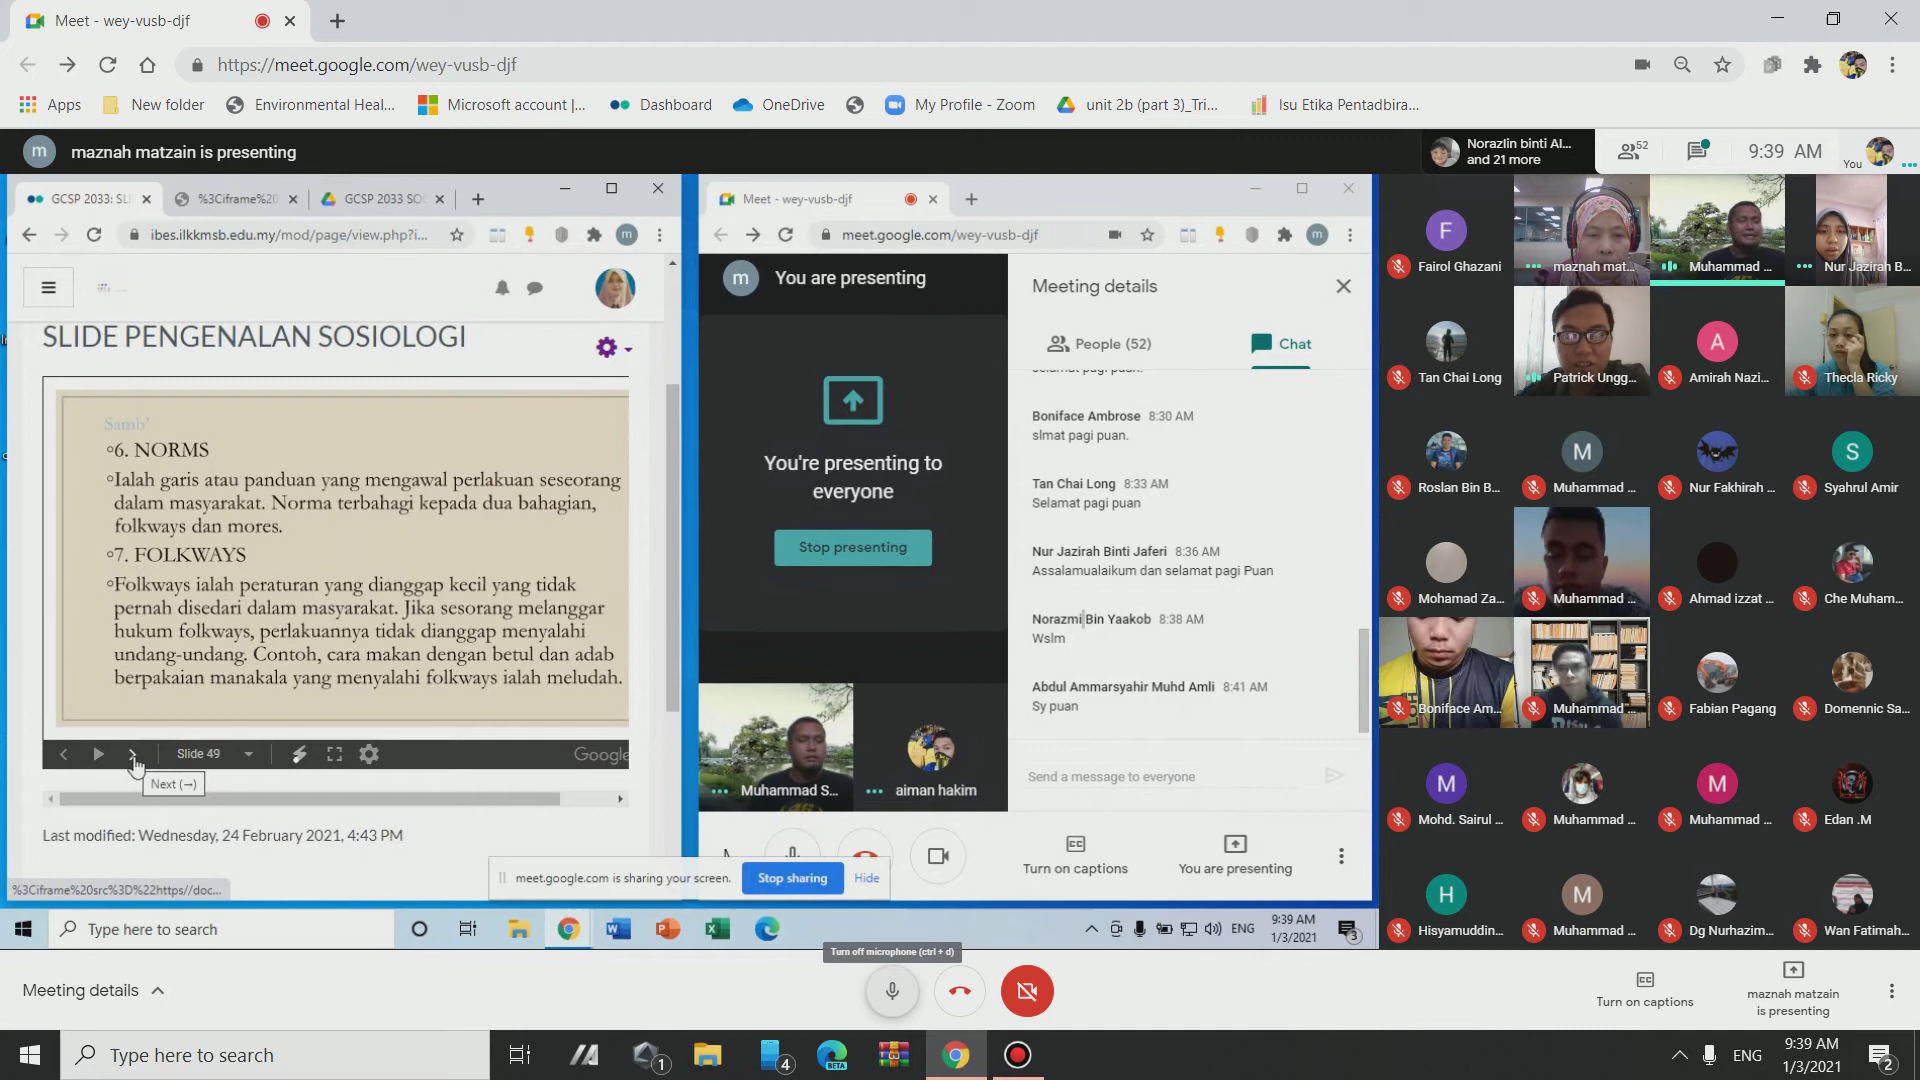 Meet - wey-vusb-djf
https://meet.google.com/wey-vusb-djf
Apps
New folder
Environmental Heal...
Microsoft account |...
Dashboard
OneDrive
My Profile - Zoom
unit 2b (part 3)_Tri...
Isu Etika Pentadbira...
m
maznah matzain is presenting
Norazlin binti Al...
and 21 more
52
9:39 AM
You
GCSP 2033: SLI
%3Ciframe%20
GCSP 2033 SOS
ibes.ilkkmsb.edu.my/mod/page/view.php?i...
m
SLIDE PENGENALAN SOSIOLOGI
Samb'
6. NORMS
Ialah garis atau panduan yang mengawal perlakuan seseorang
dalam masyarakat. Norma terbahagi kepada dua bahagian,
folkways dan mores.
7. FOLKWAYS
Folkways ialah peraturan yang dianggap kecil yang tidak
pernah disedari dalam masyarakat. Jika sesorang melanggar
hukum folkways, perlakuannya tidak dianggap menyalahi
undang-undang. Contoh, cara makan dengan betul dan adab
berpakaian manakala yang menyalahi folkways ialah meludah.
Slide 49
Google
Next (→)
Last modified: Wednesday, 24 February 2021, 4:43 PM
%3Ciframe%20src%3D%22https//doc...
Meet - wey-vusb-djf
meet.google.com/wey-vusb-djf
m
m
You are presenting
You're presenting to
everyone
Stop presenting
Muhammad S...
aiman hakim
Meeting details
People (52)
Chat
Selamat pagi puan.
Boniface Ambrose 8:30 AM
slmat pagi puan.
Tan Chai Long 8:33 AM
Selamat pagi puan
Nur Jazirah Binti Jaferi 8:36 AM
Assalamualaikum dan selamat pagi Puan
Norazmi Bin Yaakob 8:38 AM
Wslm
Abdul Ammarsyahir Muhd Amli 8:41 AM
Sy puan
Send a message to everyone
Turn on captions
You are presenting
meet.google.com is sharing your screen.
Stop sharing
Hide
Type here to search
ENG
9:39 AM
1/3/2021
3
F
Fairol Ghazani
maznah mat...
Muhammad ...
Nur Jazirah B...
Tan Chai Long
Patrick Ungg...
A
Amirah Nazi...
Thecla Ricky
Roslan Bin B...
M
Muhammad ...
Nur Fakhirah ...
S
Syahrul Amir
Mohamad Za...
Muhammad ...
Ahmad izzat ...
Che Muham...
Boniface Am...
Muhammad ...
Fabian Pagang
Domennic Sa...
M
Mohd. Sairul ...
Muhammad ...
M
Muhammad ...
Edan .M
H
Hisyamuddin...
M
Muhammad ...
Dg Nurhazim...
Wan Fatimah...
Turn off microphone (ctrl + d)
Meeting details
Turn on captions
maznah matzain
is presenting
Type here to search
1
4
BETA
ENG
9:39 AM
1/3/2021
2